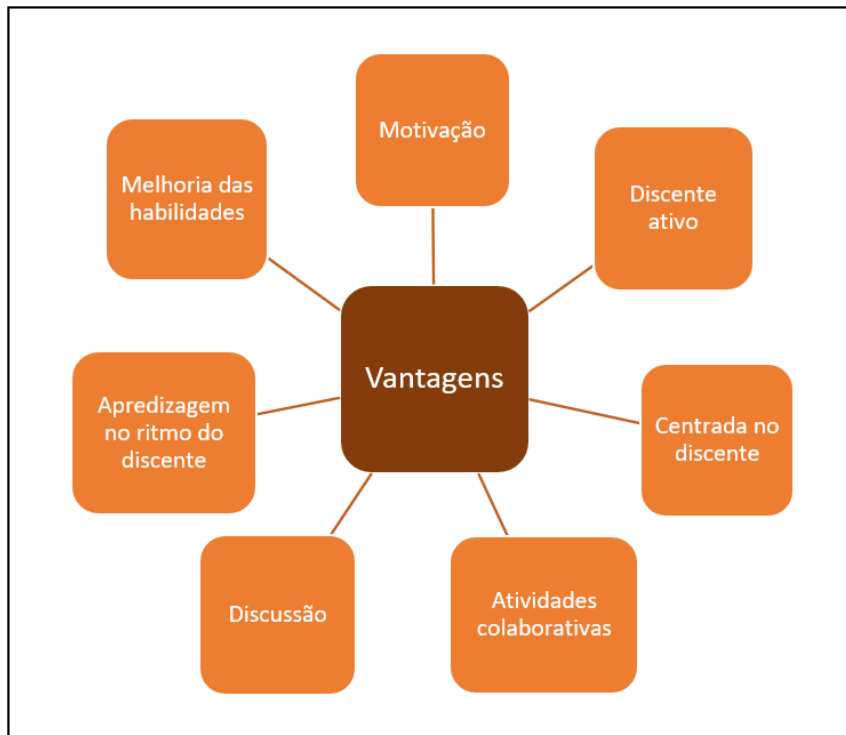 Motivação
Melhoria das
habilidades
Discente
ativo
Vantagens
Apredizagem
no ritmo do
discente
Centrada no
discente
Discussão
Atividades
colaborativas